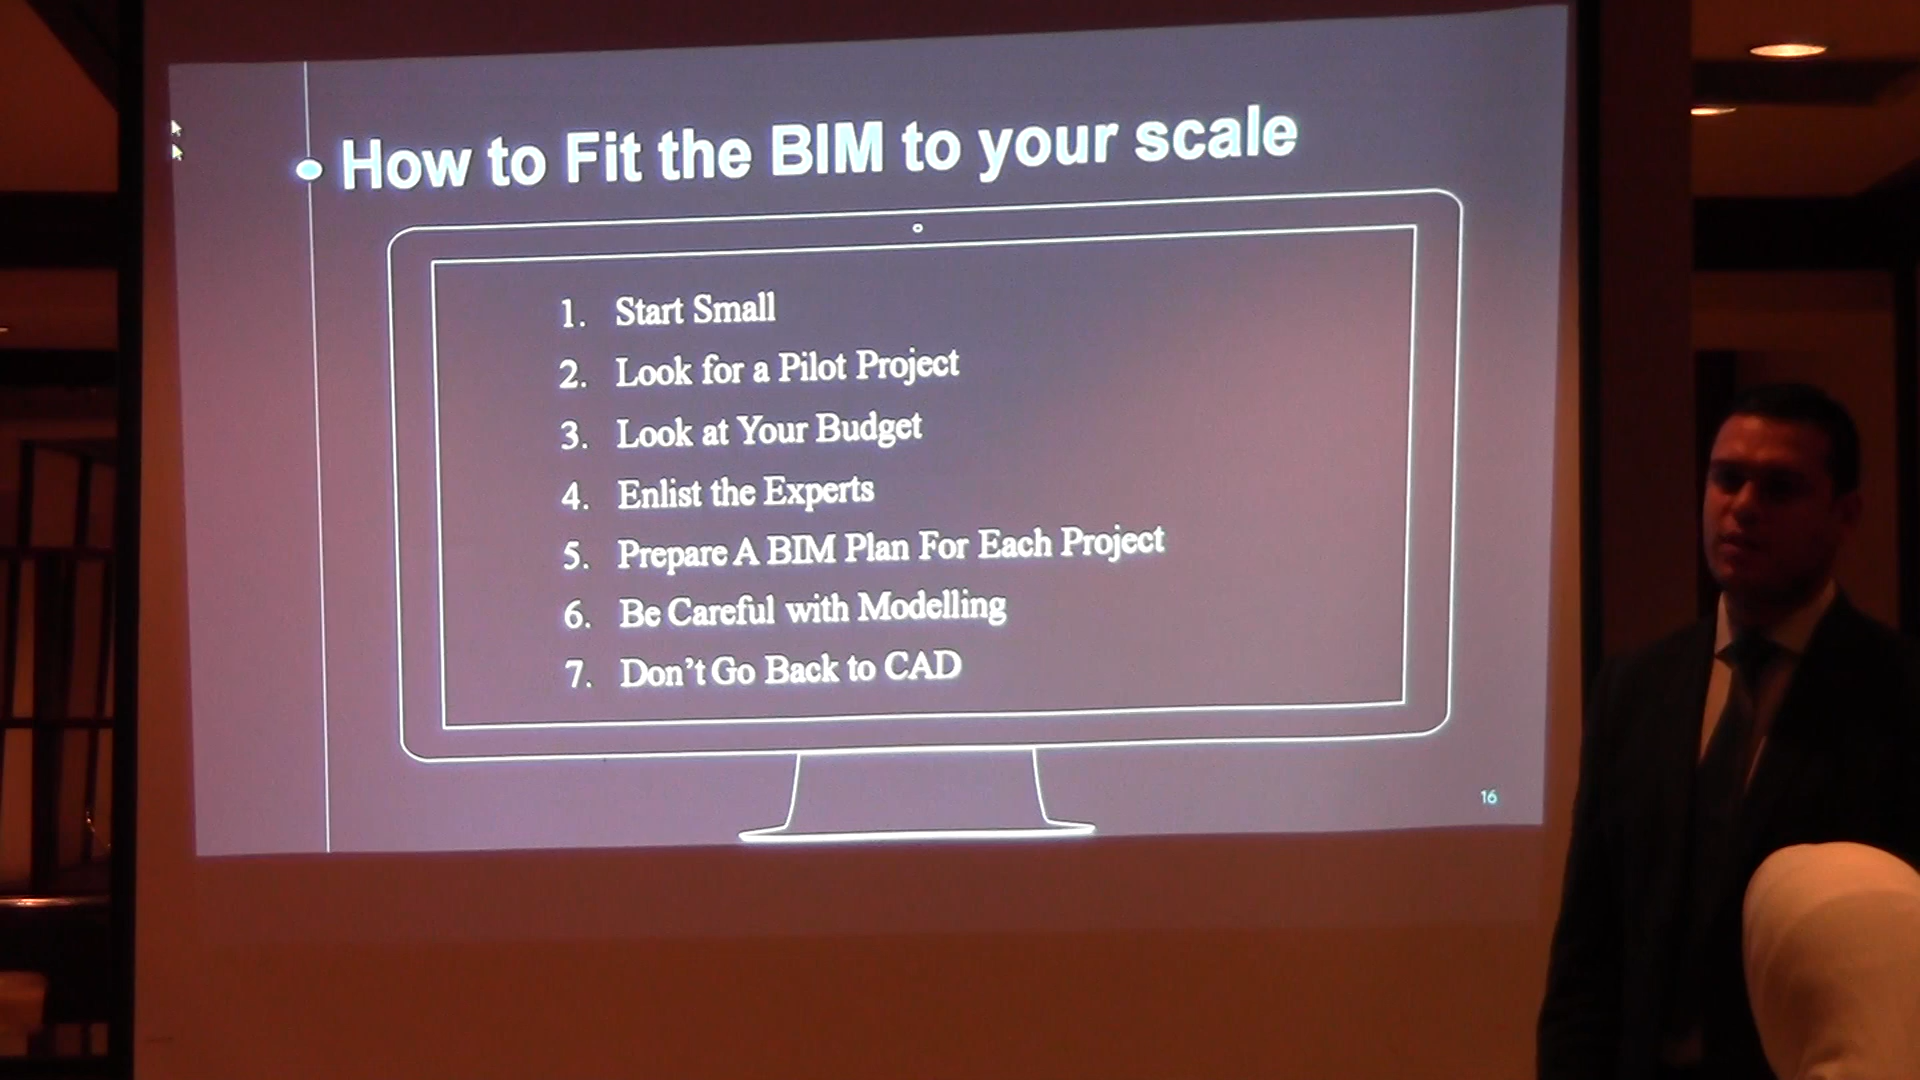 How to Fit the BIM to your scale
1. Start Small
2. Look for a Pilot Project
3. Look at Your Budget
4. Enlist the Experts
5. Prepare A BIM Plan For Each Project
6. Be Careful with Modelling
7. Don't Go Back to CAD
16